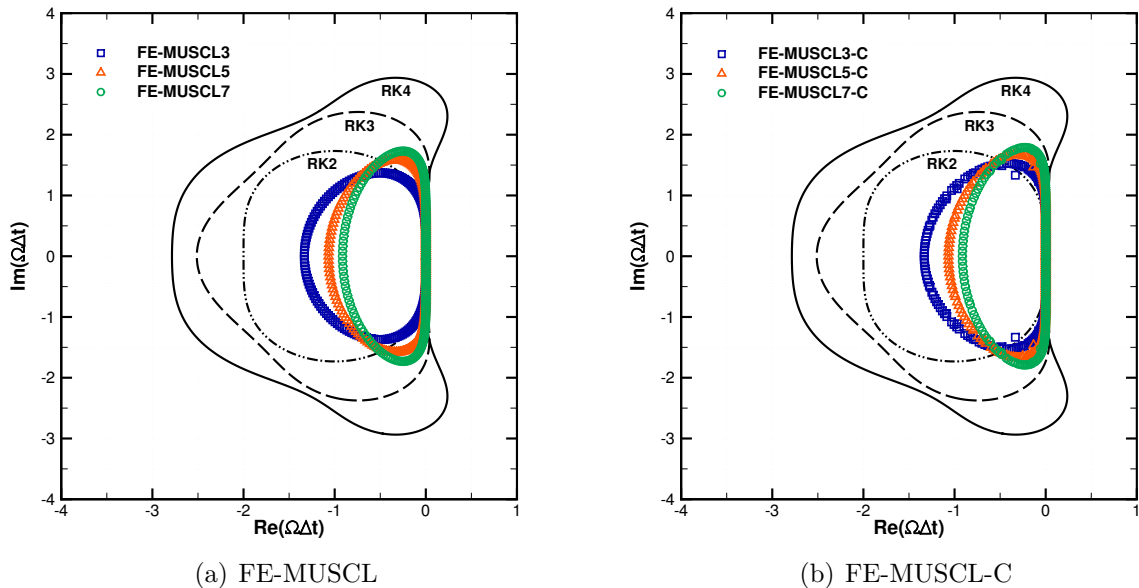 4
3
2
1
0
-1
-2
-3
-4
Im(ΩΔt)
FE-MUSCL3
FE-MUSCL5
FE-MUSCL7
RK4
RK3
RK2
-4 -3 -2 -1 -0 1
Re(ΩΔt)
(a) FE-MUSCL
4
3
2
1
0
-1
-2
-3
-4
Im(ΩΔt)
FE-MUSCL3-C
FE-MUSCL5-C
FE-MUSCL7-C
RK4
RK3
RK2
-4 -3 -2 -1 -0 1
Re(ΩΔt)
(b) FE-MUSCL-C